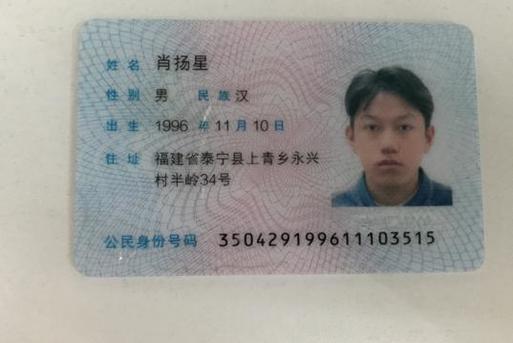 姓名 肖扬星
性别 男 民族 汉
出生 1996 年 11 月 10 日
住址 福建省泰宁县上青乡永兴
村半岭34号
公民身份号码 350429199611103515